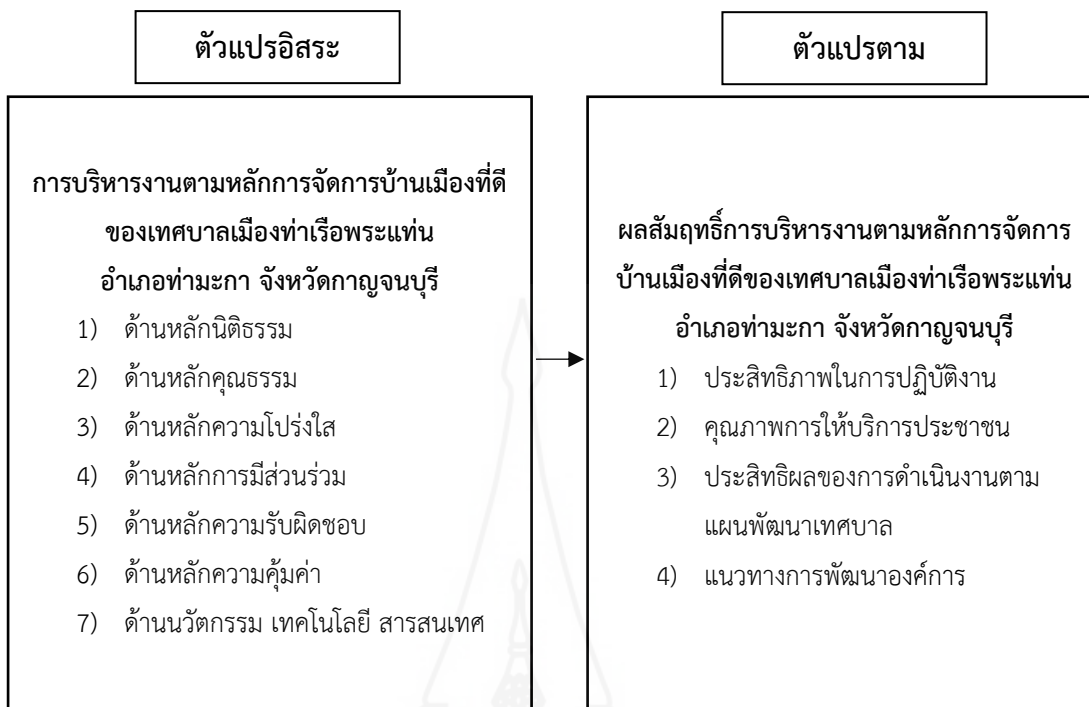 ตัวแปรอิสระ
ตัวแปรตาม
การบริหารงานตามหลักการจัดการบ้านเมืองที่ดี
ของเทศบาลเมืองท่าเรือพระแท่น
อำเภอท่ามะกา จังหวัดกาญจนบุรี
1) ด้านหลักนิติธรรม
2) ด้านหลักคุณธรรม
3) ด้านหลักความโปร่งใส
4) ด้านหลักการมีส่วนร่วม
5) ด้านหลักความรับผิดชอบ
6) ด้านหลักความคุ้มค่า
7) ด้านนวัตกรรม เทคโนโลยี สารสนเทศ
ผลสัมฤทธิ์การบริหารงานตามหลักการจัดการ
บ้านเมืองที่ดีของเทศบาลเมืองท่าเรือพระแท่น
อำเภอท่ามะกา จังหวัดกาญจนบุรี
1) ประสิทธิภาพในการปฏิบัติงาน
2) คุณภาพการให้บริการประชาชน
3) ประสิทธิผลของการดำเนินงานตาม
แผนพัฒนาเทศบาล
4) แนวทางการพัฒนาองค์การ